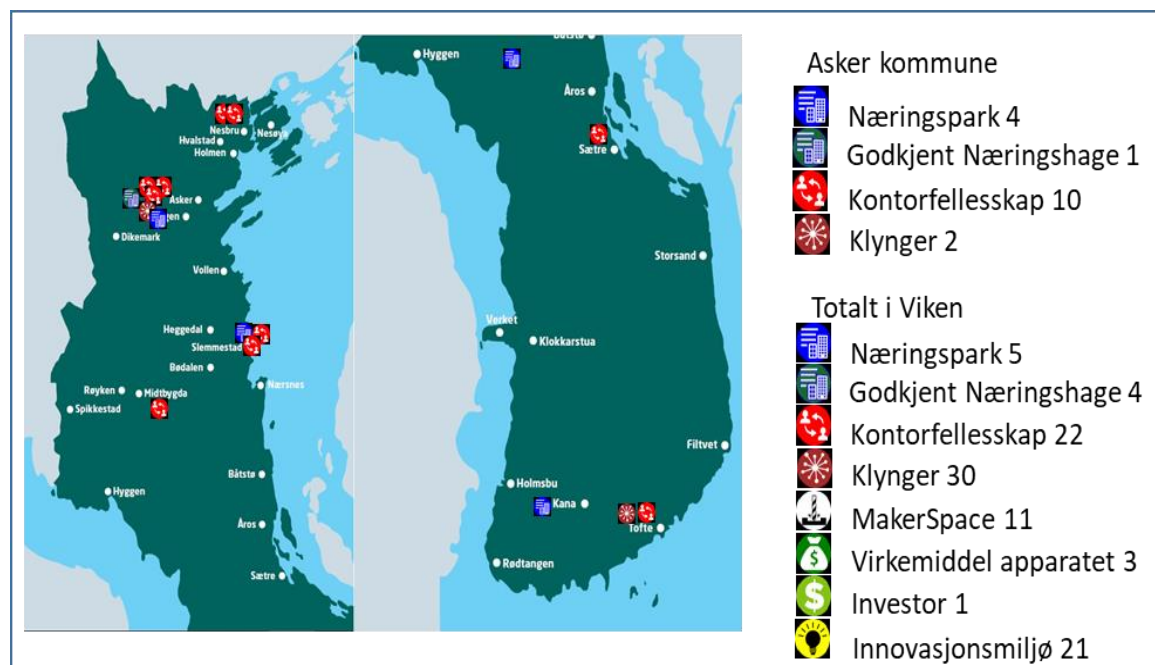 Nesbru
Nesøya
Hvalstad
Holmen
Asker
gen
Dikemark
Vollen
Heggedal
Slemmestad
Bødalen
Nærsnes
Røyken
Midtbygda
Spikkestad
Båtstø
Hyggen
Åros
Sætre
Båtstø
Hyggen
Åros
Sætre
Storsand
Verket
Klokkarstua
Filtvet
Holmsbu
Kana
Tofte
Rødtangen
Asker kommune
Næringspark 4
Godkjent Næringshage 1
Kontorfellesskap 10
Klynger 2
Totalt i Viken
Næringspark 5
Godkjent Næringshage 4
Kontorfellesskap 22
Klynger 30
MakerSpace 11
Virkemiddel apparatet 3
Investor 1
Innovasjonsmiljø 21